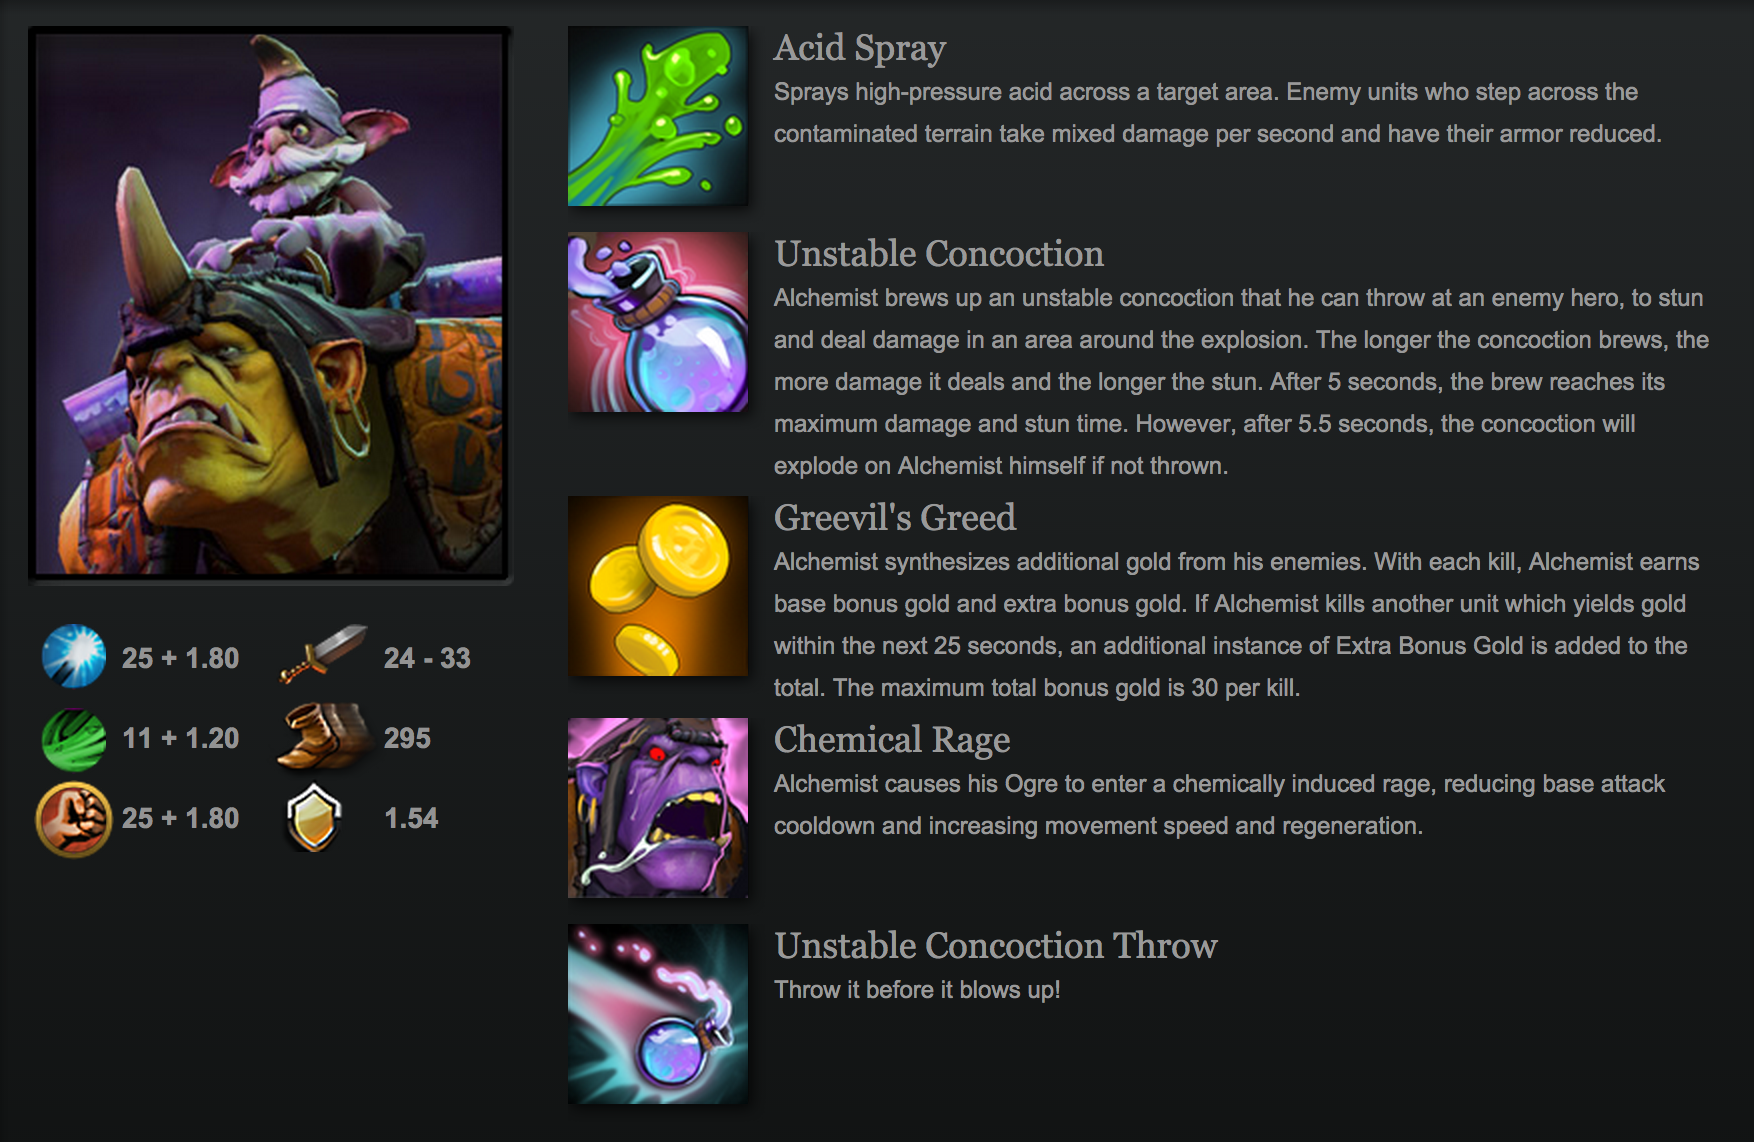 Acid Spray
Sprays high-pressure acid across a target area. Enemy units who step across the
contaminated terrain take mixed damage per second and have their armor reduced.
Unstable Concoction
Alchemist brews up an unstable concoction that he can throw at an enemy hero, to stun
and deal damage in an area around the explosion. The longer the concoction brews, the
more damage it deals and the longer the stun. After 5 seconds, the brew reaches its
maximum damage and stun time. However, after 5.5 seconds, the concoction will
explode on Alchemist himself if not thrown.
Greevil's Greed
Alchemist synthesizes additional gold from his enemies. With each kill, Alchemist earns
base bonus gold and extra bonus gold. If Alchemist kills another unit which yields gold
within the next 25 seconds, an additional instance of Extra Bonus Gold is added to the
total. The maximum total bonus gold is 30 per kill.
Chemical Rage
Alchemist causes his Ogre to enter a chemically induced rage, reducing base attack
cooldown and increasing movement speed and regeneration.
Unstable Concoction Throw
Throw it before it blows up!
25 + 1.80
24 - 33
11 + 1.20
295
25 + 1.80
1.54